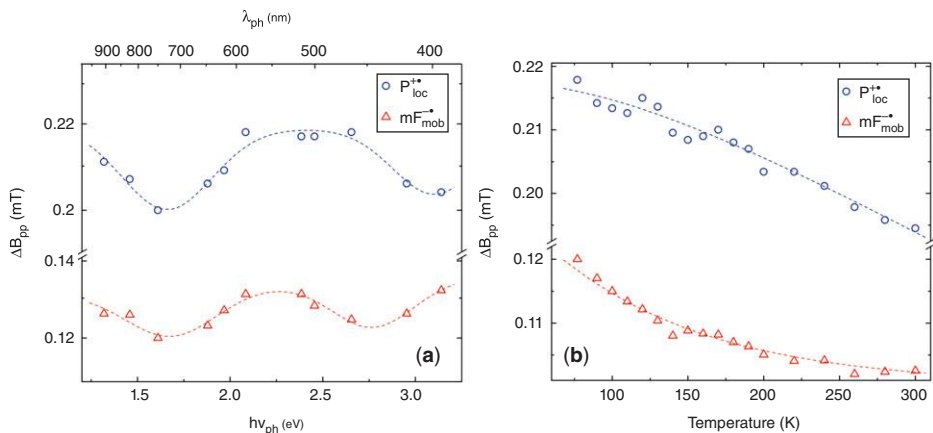 λph (nm)
900 800 700 600 500 400
P+•loc
mF−•mob
0.22
0.2
0.14
0.12
ΔBpp (mT)
(a)
1.5 2.0 2.5 3.0
hνph (eV)
P+•loc
mF−•mob
0.22
0.21
0.20
0.12
0.11
ΔBpp (mT)
(b)
100 150 200 250 300
Temperature (K)